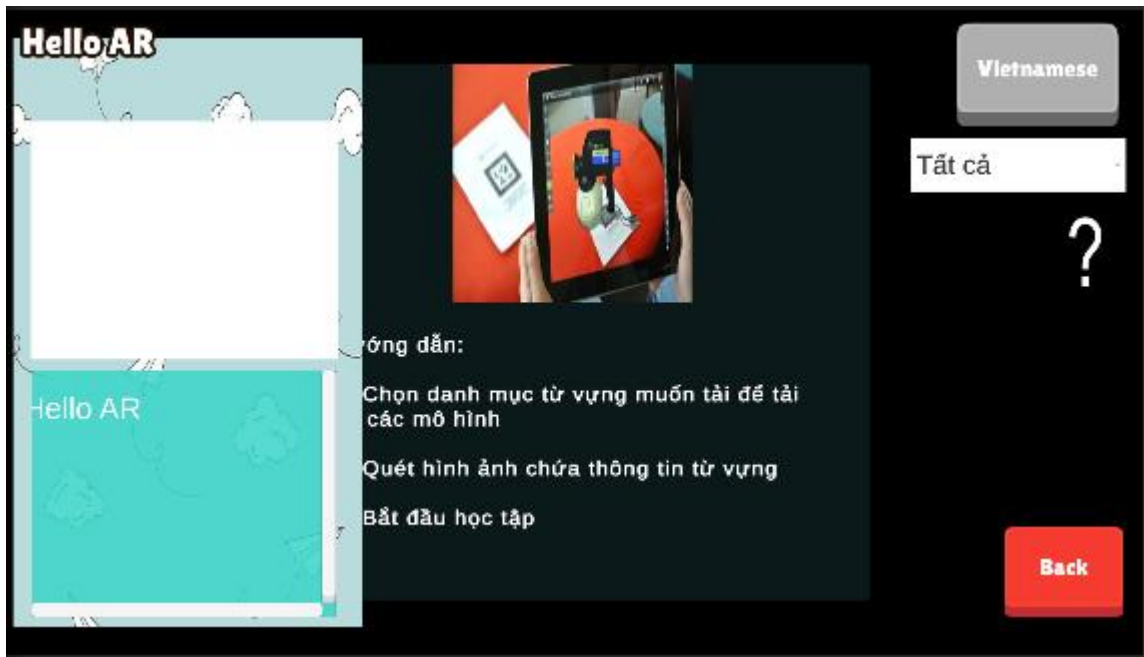 Hello AR
Vietnamese
Tất cả
?
ướng dẫn:
Chọn danh mục từ vựng muốn tải để tải
các mô hình
Quét hình ảnh chứa thông tin từ vựng
Bắt đầu học tập
Hello AR
Back